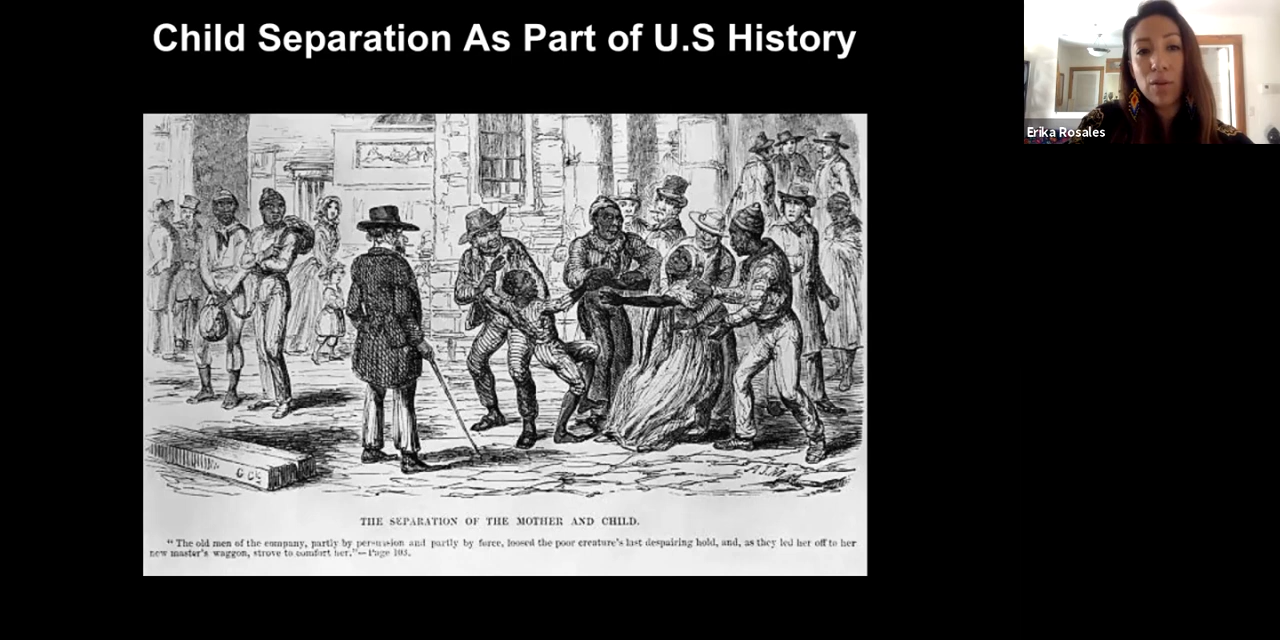 Child Separation As Part of U.S History
Erika Rosales
THE SEPARATION OF THE MOTHER AND CHILD.
"The old men of the company, partly by persuasion and partly by force, loosed the poor creature's last despairing hold, and, as they led her off to her
new master's waggon, strove to comfort her."—Page 103.